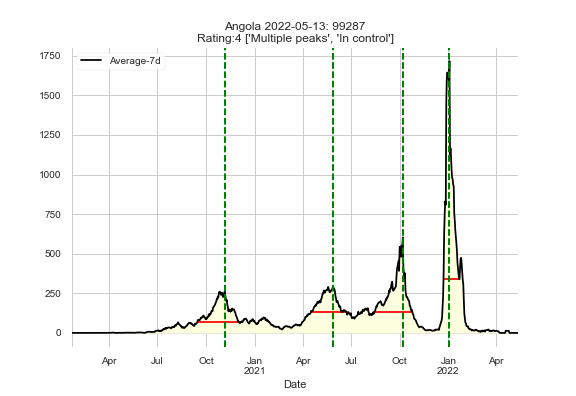 Angola 2022-05-13: 99287
Rating:4 ['Multiple peaks', 'In control']
Average-7d
1750
1500
1250
1000
750
500
250
0
Apr Jul Oct Jan Apr Jul Oct Jan Apr
2021 2022
Date